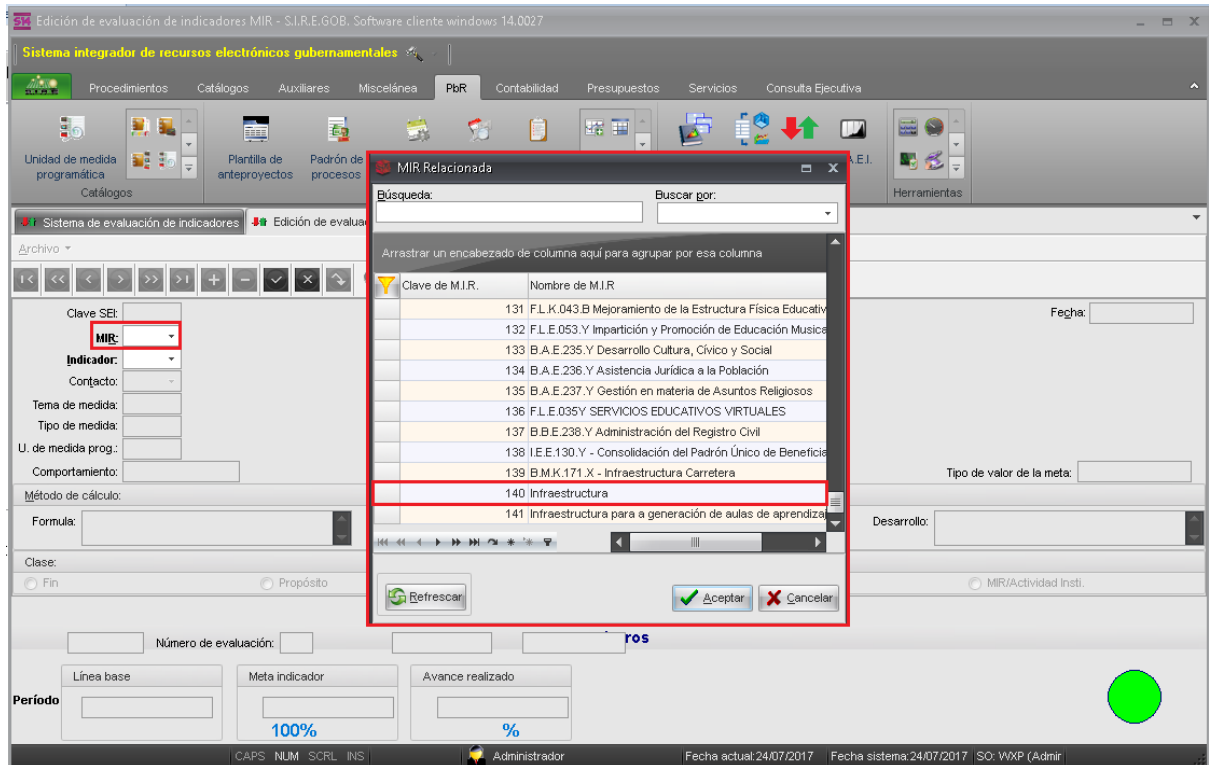 S14 Edición de evaluación de indicadores MIR - S.I.R.E.GOB. Software cliente windows 14.0027
Sistema integrador de recursos electrónicos gubernamentales
Procedimientos Catálogos Auxiliares Miscelánea PbR Contabilidad Presupuestos Servicios Consulta Ejecutiva
Unidad de medida programática
Plantilla de anteproyectos
Padrón de procesos
A.E.I.
Catálogos
Herramientas
Sistema de evaluación de indicadores
Edición de evalua
Archivo
Clave SEI:
Fecha:
MIR:
Indicador:
Contacto:
Tema de medida:
Tipo de medida:
U. de medida prog.:
Comportamiento:
Tipo de valor de la meta:
Método de cálculo:
Formula:
Desarrollo:
Clase:
Fin
Propósito
MIR/Actividad Insti.
MIR Relacionada
Búsqueda:
Buscar por:
Arrastrar un encabezado de columna aquí para agrupar por esa columna
Clave de M.I.R. Nombre de M.I.R
131 F.L.K.043.B Mejoramiento de la Estructura Física Educativ
132 F.L.E.053.Y Impartición y Promoción de Educación Musica
133 B.A.E.235.Y Desarrollo Cultura, Cívico y Social
134 B.A.E.236.Y Asistencia Jurídica a la Población
135 B.A.E.237.Y Gestión en materia de Asuntos Religiosos
136 F.L.E.035Y SERVICIOS EDUCATIVOS VIRTUALES
137 B.B.E.238.Y Administración del Registro Civil
138 I.E.E.130.Y - Consolidación del Padrón Único de Beneficia
139 B.M.K.171.X - Infraestructura Carretera
140 Infraestructura
141 Infraestructura para a generación de aulas de aprendizaj
Refrescar
Aceptar
Cancelar
Número de evaluación:
ros
Período
Línea base
Meta indicador
Avance realizado
100%
%
CAPS NUM SCRL INS Administrador Fecha actual:24/07/2017 Fecha sistema:24/07/2017 SO: WXP (Admir